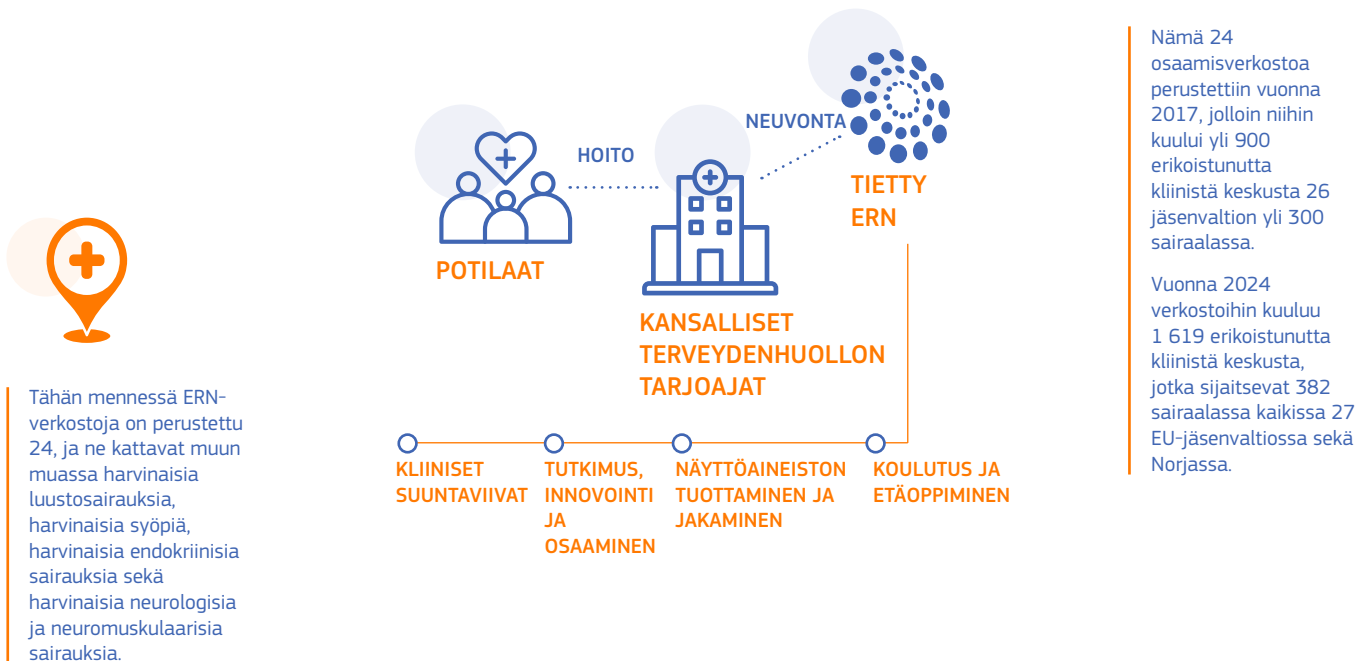 Tähän mennessä ERN-
verkostoja on perustettu
24, ja ne kattavat muun
muassa harvinaisia
luustosairauksia,
harvinaisia syöpiä,
harvinaisia endokriinisia
sairauksia sekä
harvinaisia neurologisia
ja neuromuskulaarisia
sairauksia.
POTILAAT
HOITO
KANSALLISET
TERVEYDENHUOLLON
TARJOAJAT
NEUVONTA
TIETTY
ERN
KLIINISET
SUUNTAVIIVAT
TUTKIMUS,
INNOVOINTI
JA
OSAAMINEN
NÄYTTÖAINEISTON
TUOTTAMINEN JA
JAKAMINEN
KOULUTUS JA
ETÄOPPIMINEN
Nämä 24
osaamisverkostoa
perustettiin vuonna
2017, jolloin niihin
kuului yli 900
erikoistunutta
kliinistä keskusta 26
jäsenvaltion yli 300
sairaalassa.
Vuonna 2024
verkostoihin kuuluu
1 619 erikoistunutta
kliinistä keskusta,
jotka sijaitsevat 382
sairaalassa kaikissa 27
EU-jäsenvaltiossa sekä
Norjassa.